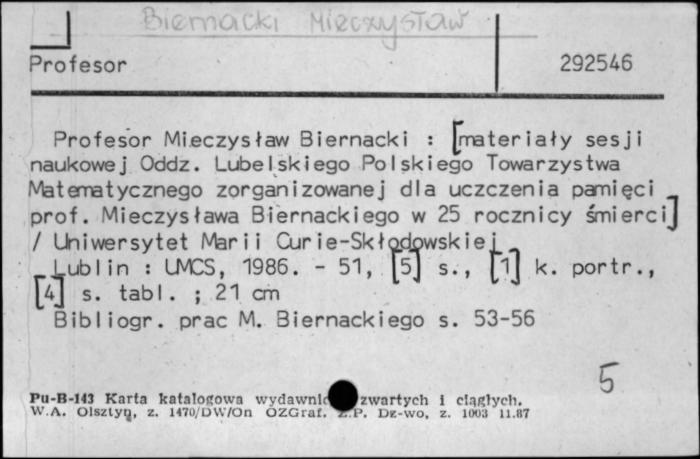 Biernacki Mieczysław
Profesor 292546
Profesor Mieczysław Biernacki : [materiały sesji
naukowej Oddz. Lubelskiego Polskiego Towarzystwa
Matematycznego zorganizowanej dla uczczenia pamięci
prof. Mieczysława Biernackiego w 25 rocznicy śmierci]
/ Uniwersytet Marii Curie-Skłodowskiej
Lublin : UMCS, 1986. - 51, [5] s., [1] k. portr.,
[4] s. tabl. ; 21 cm
Bibliogr. prac M. Biernackiego s. 53-56
5
Pu-B-143 Karta katalogowa zwartych i ciągłych.
W.A. Olsztyn, z. 1470/DW/On OZGraf. Z.P. Dz-wo, z. 1003 11.87